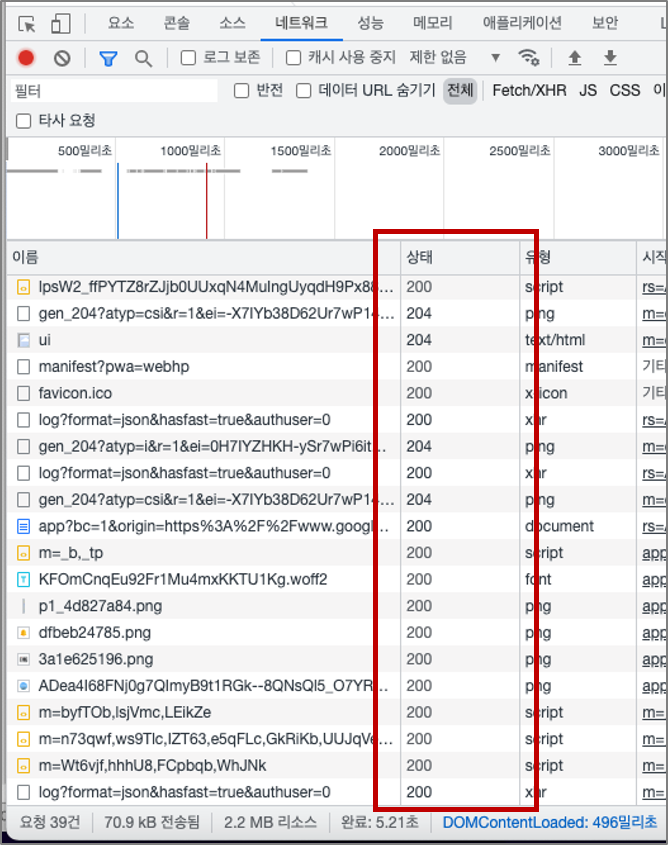 요소 콘솔 소스 네트워크 성능 메모리 애플리케이션 보안
로그 보존 캐시 사용 중지 제한 없음
필터 반전 데이터 URL 숨기기 전체 Fetch/XHR JS CSS 이
타사 요청
500밀리초 1000밀리초 1500밀리초 2000밀리초 2500밀리초 3000밀리초
이름 상태 유형 시작
IpsW2_ffPYTZ8rZJjb0UUxqN4MulngUyqdH9Px88... 200 script rs=
gen_204?atyp=csi&r=1&ei=-X7IYb38D62Ur7wP14... 204 ping m=
ui 204 text/html m=
manifest?pwa=webhp 200 manifest 기타
favicon.ico 200 x-icon 기타
log?format=json&hasfast=true&authuser=0 200 xhr rs=
gen_204?atyp=i&r=1&ei=0H7IYZHKH-ySr7wPi6it... 204 ping m=
log?format=json&hasfast=true&authuser=0 200 xhr rs=
gen_204?atyp=csi&r=1&ei=-X7IYb38D62Ur7wP14... 204 ping m=
app?bc=1&origin=https%3A%2F%2Fwww.googl... 200 document rs=
m=_b,_tp 200 script app
KFOmCnqEu92Fr1Mu4mxKKTU1Kg.woff2 200 font app
p1_4d827a84.png 200 png app
dfbeb24785.png 200 png app
3a1e625196.png 200 png app
ADea4I68FNj0g7QImyB9t1RGk--8QNsQl5_O7YR... 200 png app
m=byfTOb,lsjVmc,LEikZe 200 script m=
m=n73qwf,ws9Tlc,IZT63,e5qFLc,GkRiKb,UUJqVe... 200 script m=
m=Wt6vjf,hhhU8,FCpbqb,WhJNk 200 script m=
log?format=json&hasfast=true&authuser=0 200 xhr m=
요청 39건 70.9 kB 전송됨 2.2 MB 리소스 완료: 5.21초 DOMContentLoaded: 496밀리초